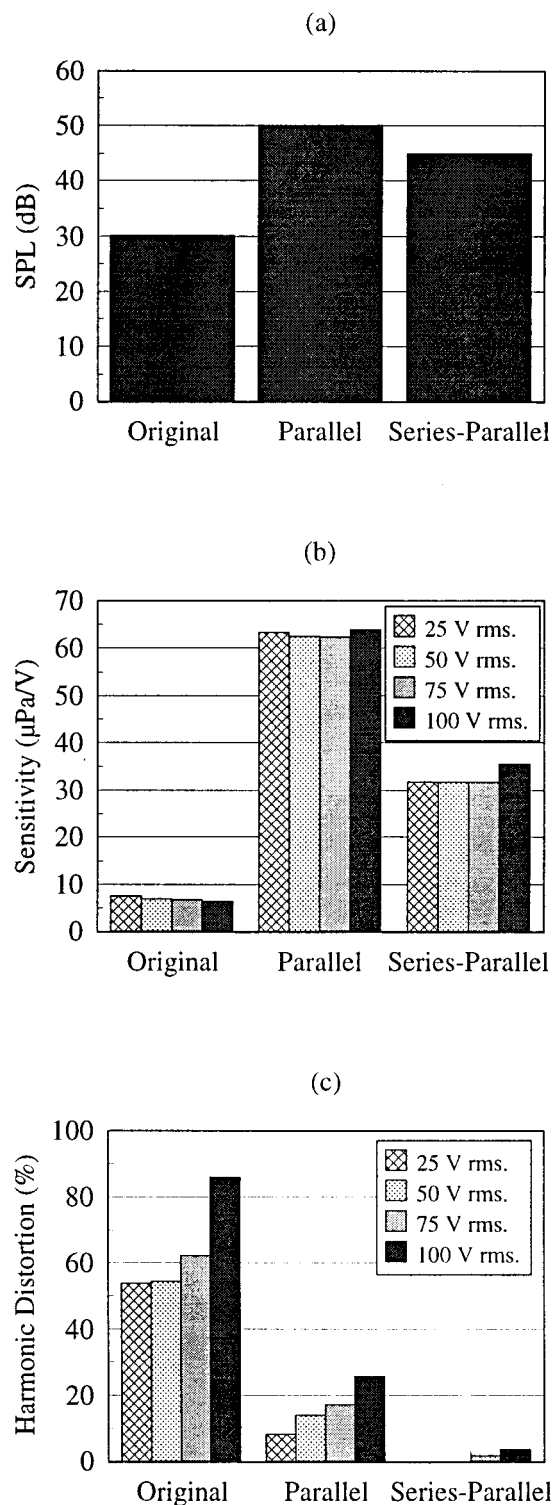 (a)
SPL (dB)
60
50
40
30
20
10
0
Original Parallel Series-Parallel
(b)
Sensitivity (µPa/V)
70
60
50
40
30
20
10
0
25 V rms.
50 V rms.
75 V rms.
100 V rms.
Original Parallel Series-Parallel
(c)
Harmonic Distortion (%)
100
80
60
40
20
0
25 V rms.
50 V rms.
75 V rms.
100 V rms.
Original Parallel Series-Parallel